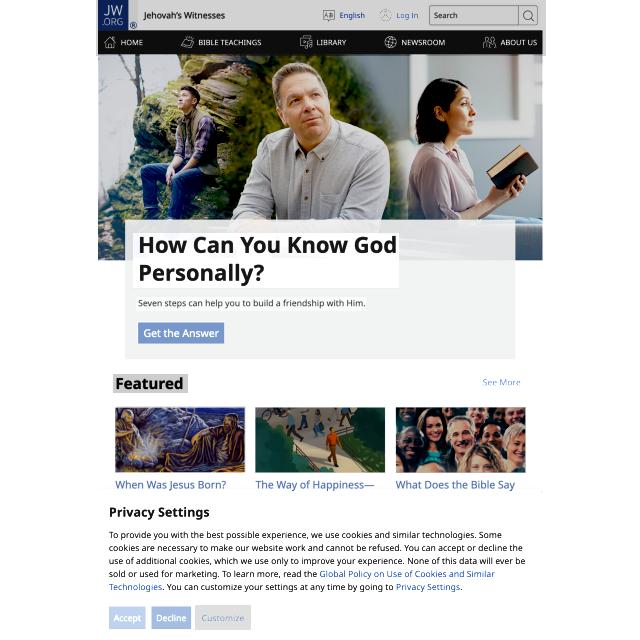 JW
.ORG
®
Jehovah's Witnesses
English
Log In
Search
HOME
BIBLE TEACHINGS
LIBRARY
NEWSROOM
ABOUT US
How Can You Know God
Personally?
Seven steps can help you to build a friendship with Him.
Get the Answer
Featured
See More
When Was Jesus Born?
The Way of Happiness—
What Does the Bible Say
Privacy Settings
To provide you with the best possible experience, we use cookies and similar technologies. Some
cookies are necessary to make our website work and cannot be refused. You can accept or decline the
use of additional cookies, which we use only to improve your experience. None of this data will ever be
sold or used for marketing. To learn more, read the Global Policy on Use of Cookies and Similar
Technologies. You can customize your settings at any time by going to Privacy Settings.
Accept
Decline
Customize